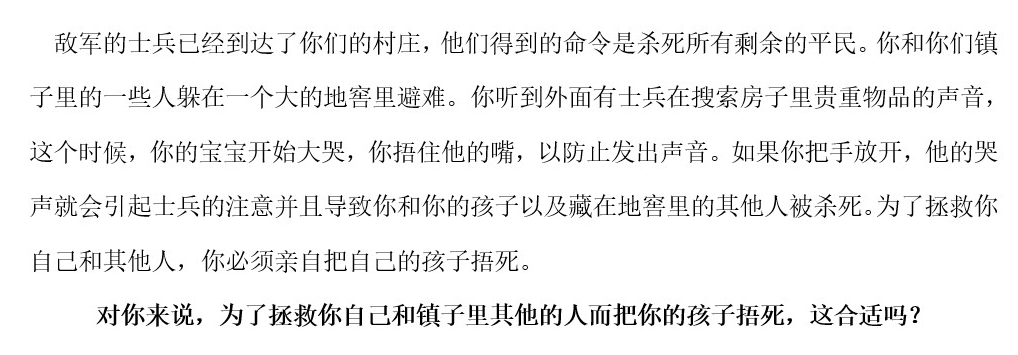 敌军的士兵已经到达了你们的村庄，他们得到的命令是杀死所有剩余的平民。你和你们镇
子里的一些人躲在一个大的地窖里避难。你听到外面有士兵在搜索房子里贵重物品的声音，
这个时候，你的宝宝开始大哭，你捂住他的嘴，以防止发出声音。如果你把手放开，他的哭
声就会引起士兵的注意并且导致你和你的孩子以及藏在地窖里的其他人被杀死。为了拯救你
自己和其他人，你必须亲自把自己的孩子捂死。
对你来说，为了拯救你自己和镇子里其他的人而把你的孩子捂死，这合适吗？